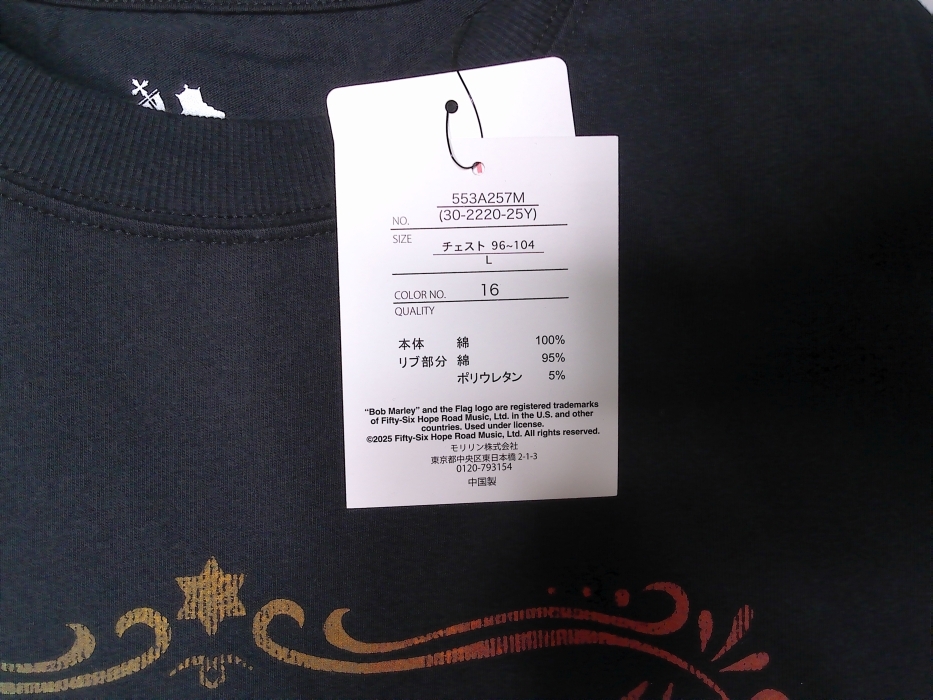 553A257M
NO. (30-2220-25Y)
SIZE
チェスト 96~104
L
COLOR NO. 16
QUALITY
本体 綿 100%
リブ部分 綿 95%
ポリウレタン 5%
“Bob Marley” and the Flag logo are registered trademarks
of Fifty-Six Hope Road Music, Ltd. in the U.S. and other
countries. Used under license.
©2025 Fifty-Six Hope Road Music, Ltd. All rights reserved.
モリリン株式会社
東京都中央区東日本橋 2-1-3
0120-793154
中国製